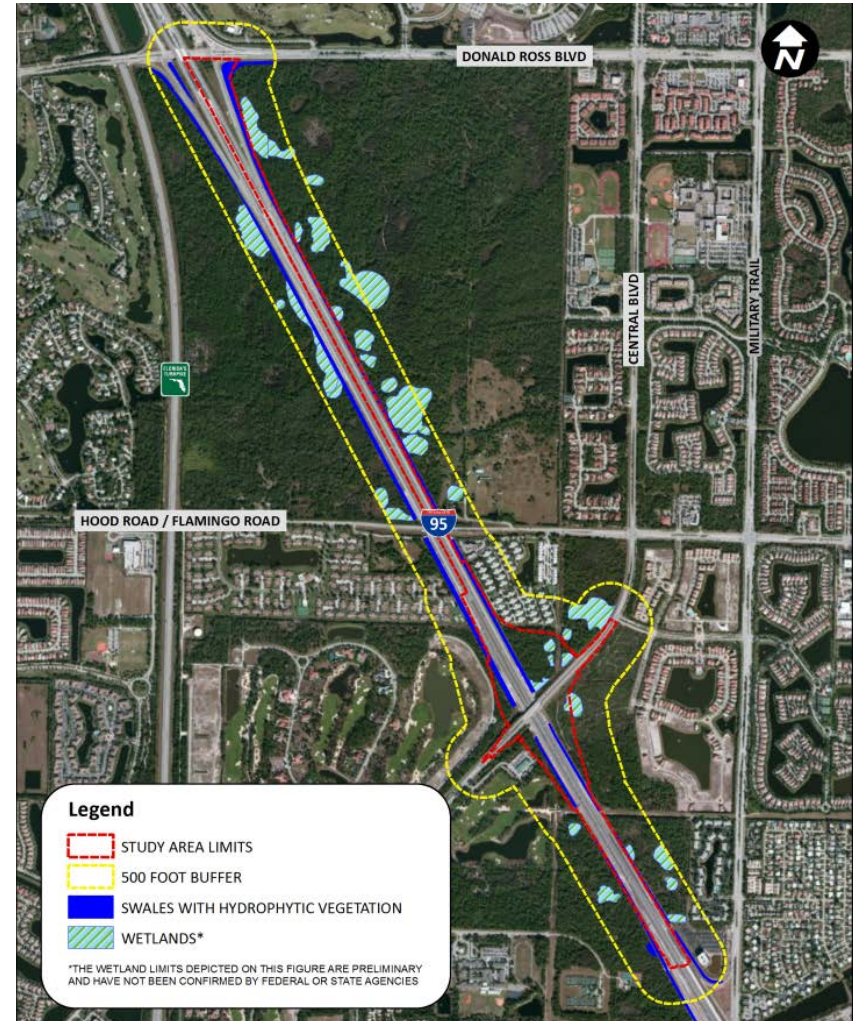 DONALD ROSS BLVD
N
CENTRAL BLVD
MILITARY TRAIL
FLORIDA'S
TURNPIKE
HOOD ROAD / FLAMINGO ROAD
95
Legend
STUDY AREA LIMITS
500 FOOT BUFFER
SWALES WITH HYDROPHYTIC VEGETATION
WETLANDS*
*THE WETLAND LIMITS DEPICTED ON THIS FIGURE ARE PRELIMINARY
AND HAVE NOT BEEN CONFIRMED BY FEDERAL OR STATE AGENCIES